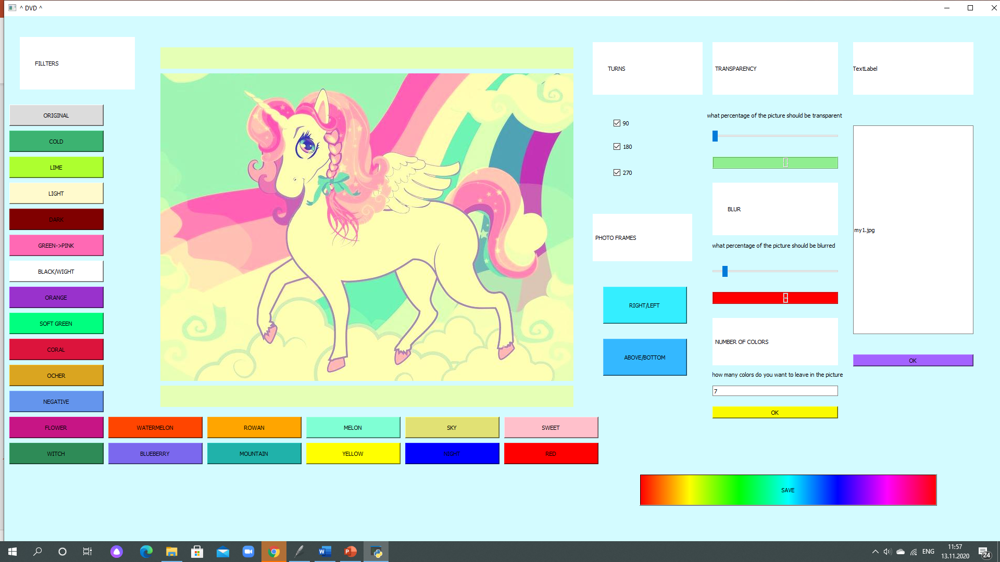 ^ DVD ^
FILLTERS
ORIGINAL
COLD
LIME
LIGHT
DARK
GREEN->PINK
BLACK/WIGHT
ORANGE
SOFT GREEN
CORAL
OCHER
NEGATIVE
FLOWER
WATERMELON
ROWAN
MELON
SKY
SWEET
WITCH
BLUEBERRY
MOUNTAIN
YELLOW
NIGHT
RED
TURNS
90
180
270
PHOTO FRAMES
RIGHT/LEFT
ABOVE/BOTTOM
TRANSPARENCY
what percentage of the picture should be transparent
0
BLUR
what percentage of the picture should be blurred
8
NUMBER OF COLORS
how many colors do you want to leave in the picture
7
OK
TextLabel
my1.jpg
OK
SAVE
ENG
11:57
13.11.2020
24